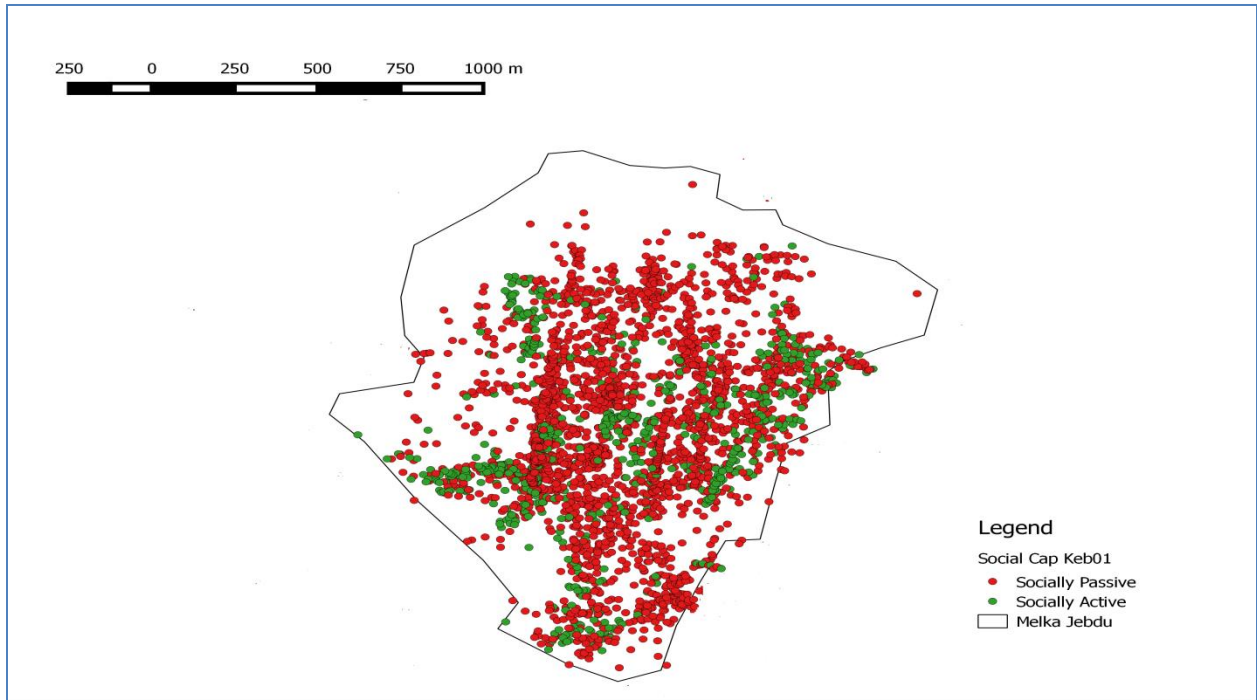 250 0 250 500 750 1000 m
Legend
Social Cap Keb01
Socially Passive
Socially Active
Melka Jebdu